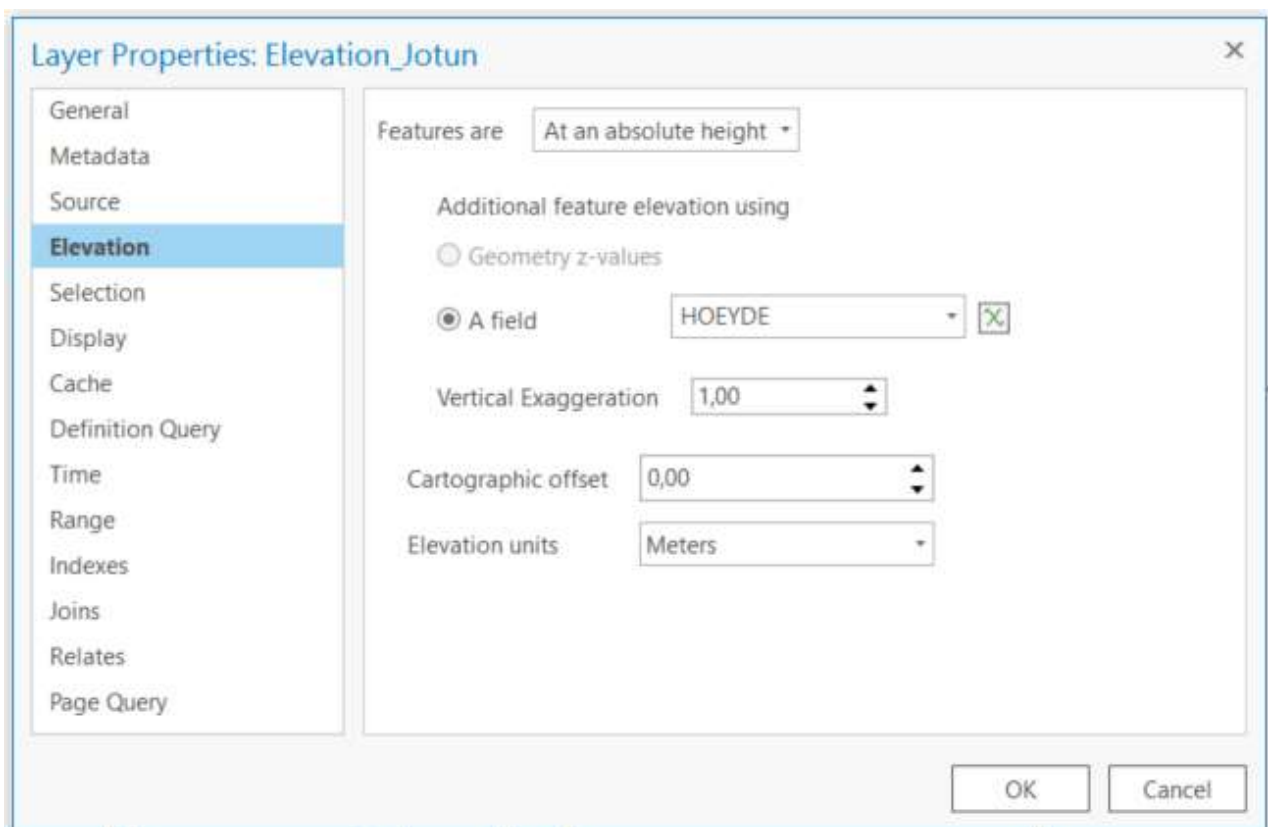 Layer Properties: Elevation_Jotun
General
Metadata
Source
Elevation
Selection
Display
Cache
Definition Query
Time
Range
Indexes
Joins
Relates
Page Query
Features are At an absolute height
Additional feature elevation using
Geometry z-values
A field HOEYDE
Vertical Exaggeration 1,00
Cartographic offset 0,00
Elevation units Meters
OK Cancel